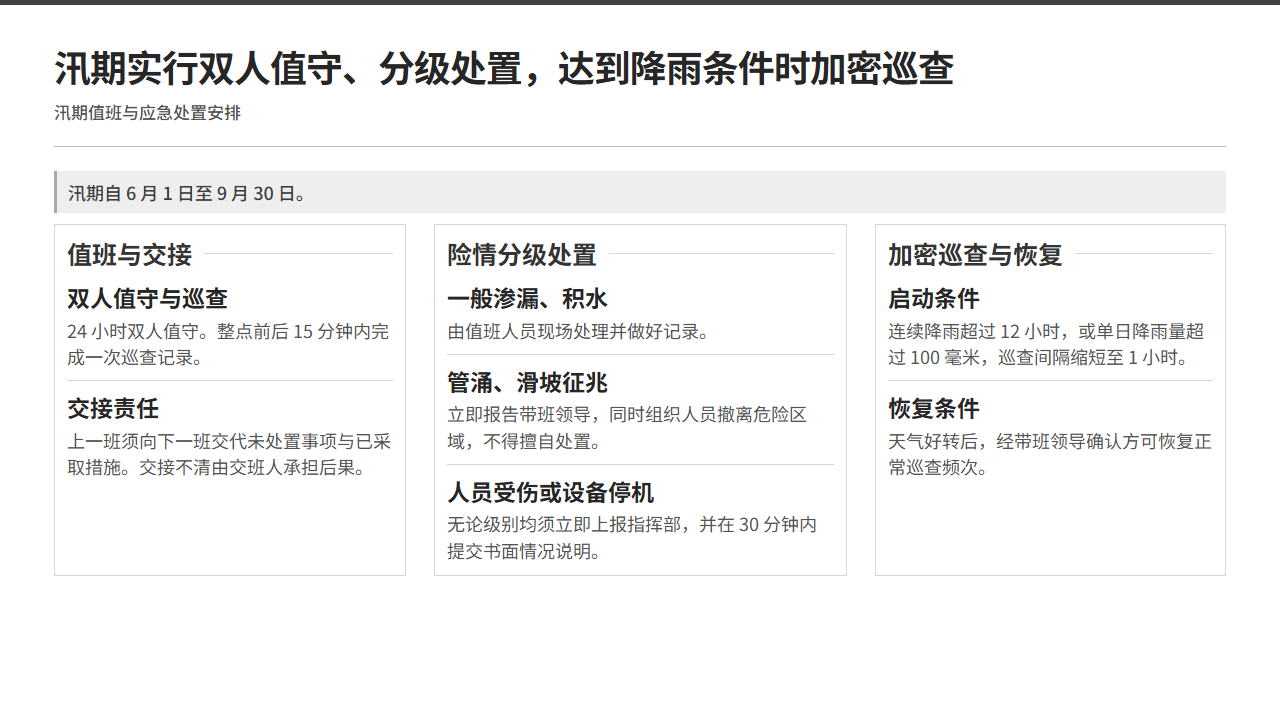 汛期实行双人值守、分级处置，达到降雨条件时加密巡查
汛期值班与应急处置安排
汛期自 6 月 1 日至 9 月 30 日。
值班与交接
双人值守与巡查
24 小时双人值守。整点前后 15 分钟内完
成一次巡查记录。
交接责任
上一班须向下一班交代未处置事项与已采
取措施。交接不清由交班人承担后果。
险情分级处置
一般渗漏、积水
由值班人员现场处理并做好记录。
管涌、滑坡征兆
立即报告带班领导，同时组织人员撤离危险区
域，不得擅自处置。
人员受伤或设备停机
无论级别均须立即上报指挥部，并在 30 分钟内
提交书面情况说明。
加密巡查与恢复
启动条件
连续降雨超过 12 小时，或单日降雨量超
过 100 毫米，巡查间隔缩短至 1 小时。
恢复条件
天气好转后，经带班领导确认方可恢复正
常巡查频次。